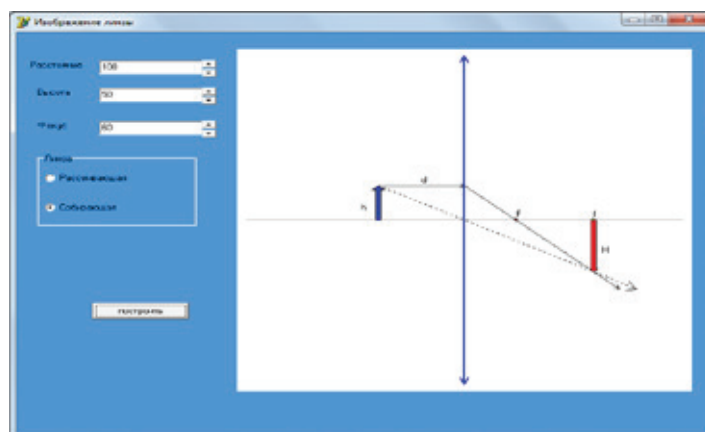 Изображение линзы
Расстояние 100
Высота 50
Фокус 60
Линза
Рассеивающая
Собирающая
построить
d
h
f
H